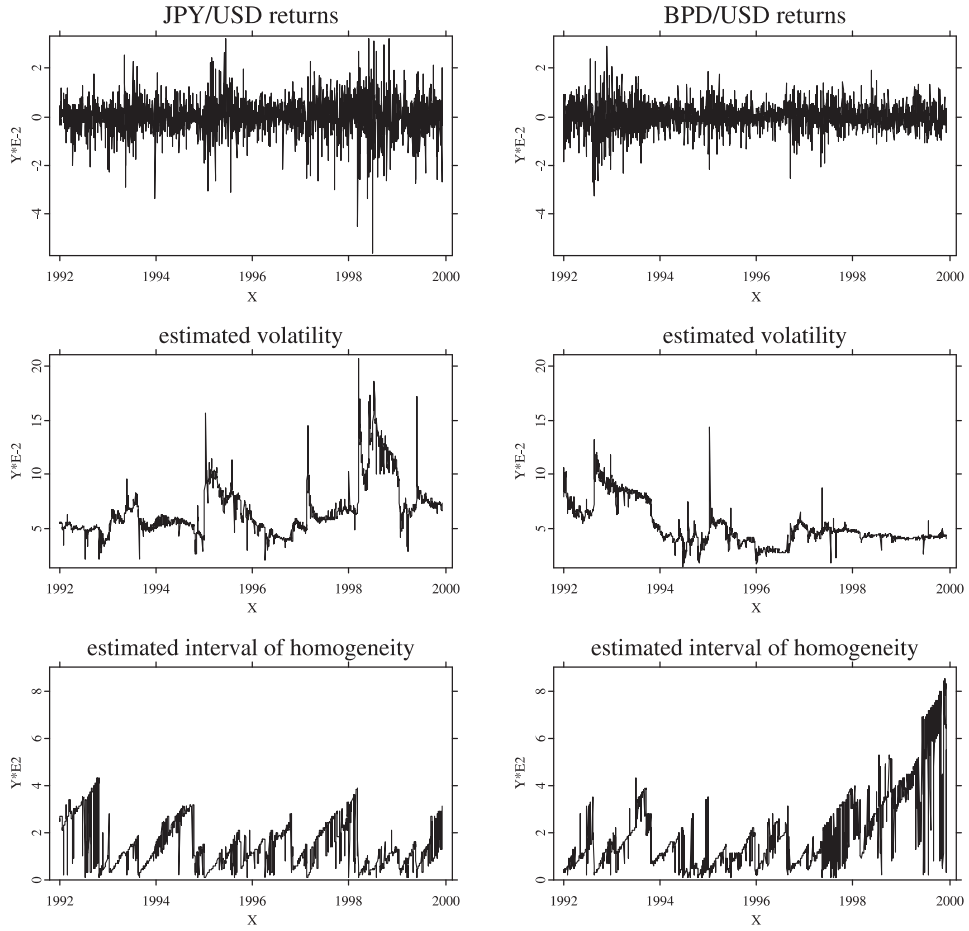 JPY/USD returns
Y*E-2
2
0
-2
-4
1992 1994 1996 1998 2000
X
BPD/USD returns
Y*E-2
2
0
-2
-4
1992 1994 1996 1998 2000
X
estimated volatility
Y*E-2
20
15
10
5
1992 1994 1996 1998 2000
X
estimated volatility
Y*E-2
20
15
10
5
1992 1994 1996 1998 2000
X
estimated interval of homogeneity
Y*E2
8
6
4
2
0
1992 1994 1996 1998 2000
X
estimated interval of homogeneity
Y*E2
8
6
4
2
0
1992 1994 1996 1998 2000
X